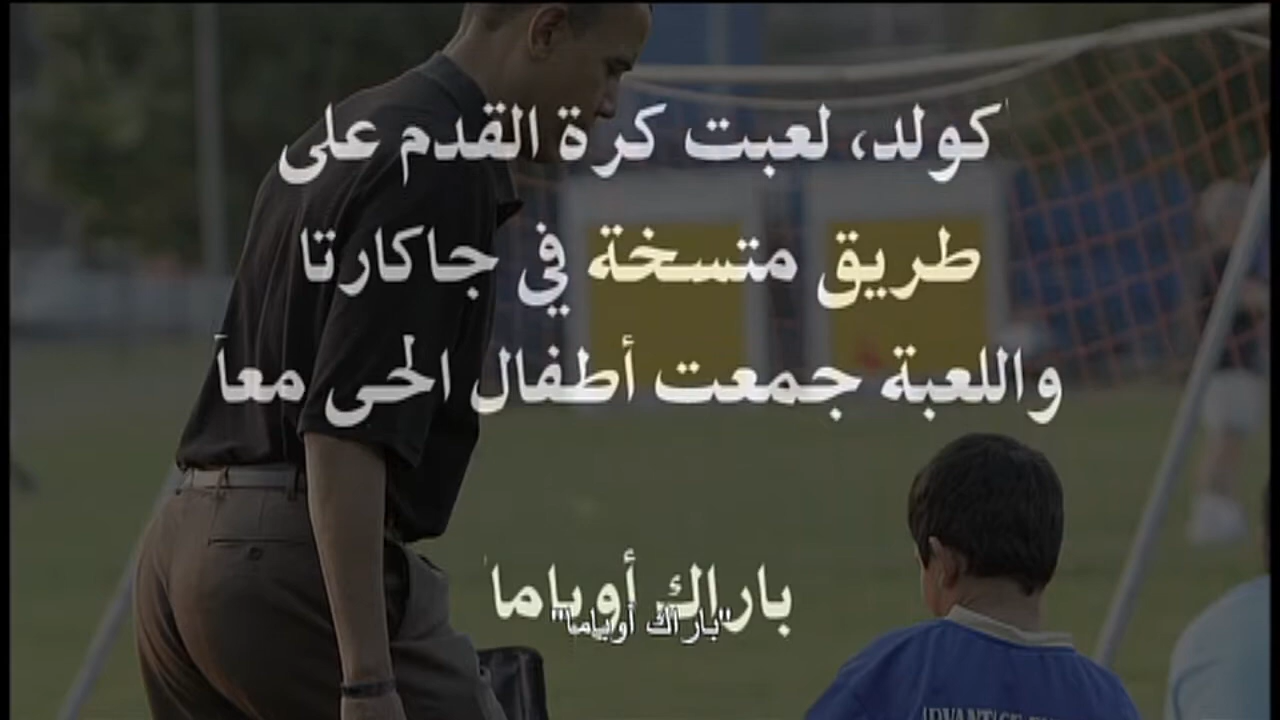 'كولد، لعبت كرة القدم على
طريق متسخة في جاكارتا
واللعبة جمعت أطفال الحى معاً
باراك أوباما'
"باراك أوباما"